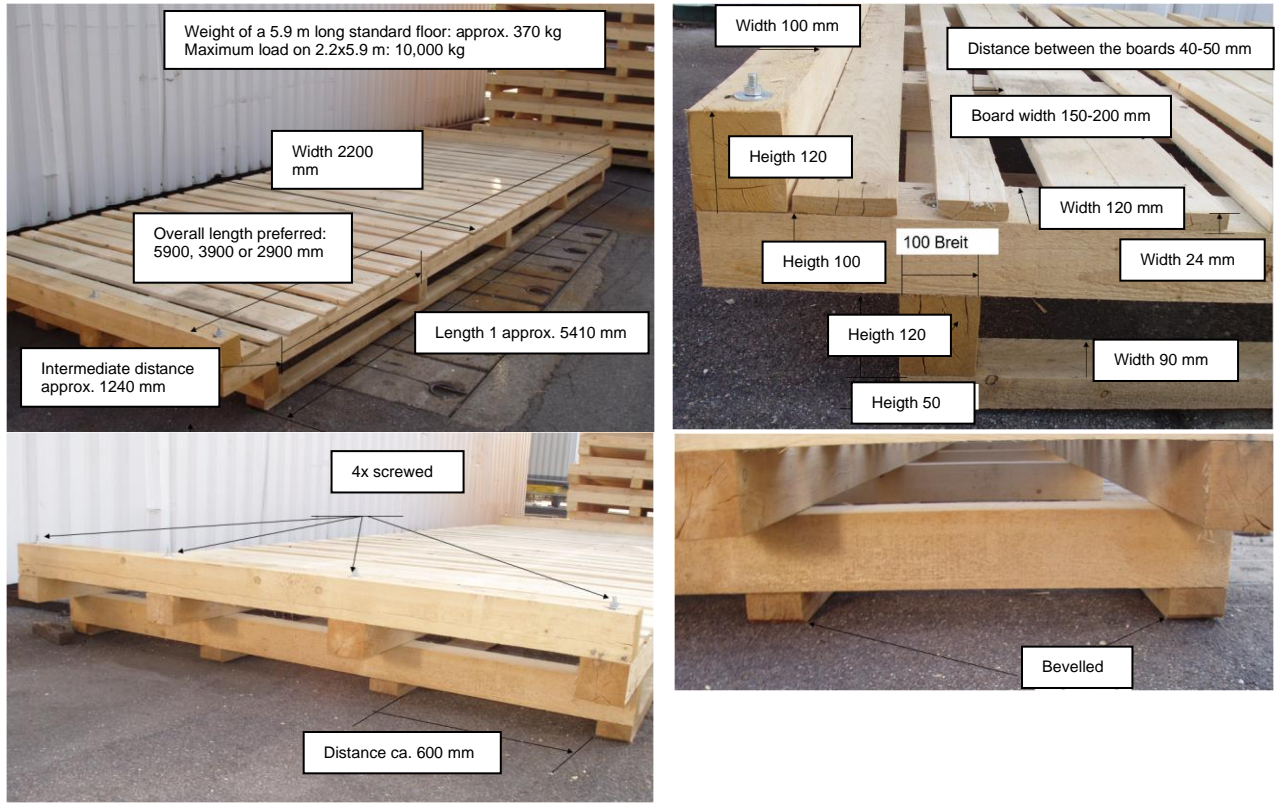 Weight of a 5.9 m long standard floor: approx. 370 kg
Maximum load on 2.2x5.9 m: 10,000 kg
Width 2200
mm
Overall length preferred:
5900, 3900 or 2900 mm
Length 1 approx. 5410 mm
Intermediate distance
approx. 1240 mm
Width 100 mm
Distance between the boards 40-50 mm
Board width 150-200 mm
Heigth 120
Width 120 mm
100 Breit
Heigth 100
Width 24 mm
Heigth 120
Width 90 mm
Heigth 50
4x screwed
Distance ca. 600 mm
Bevelled